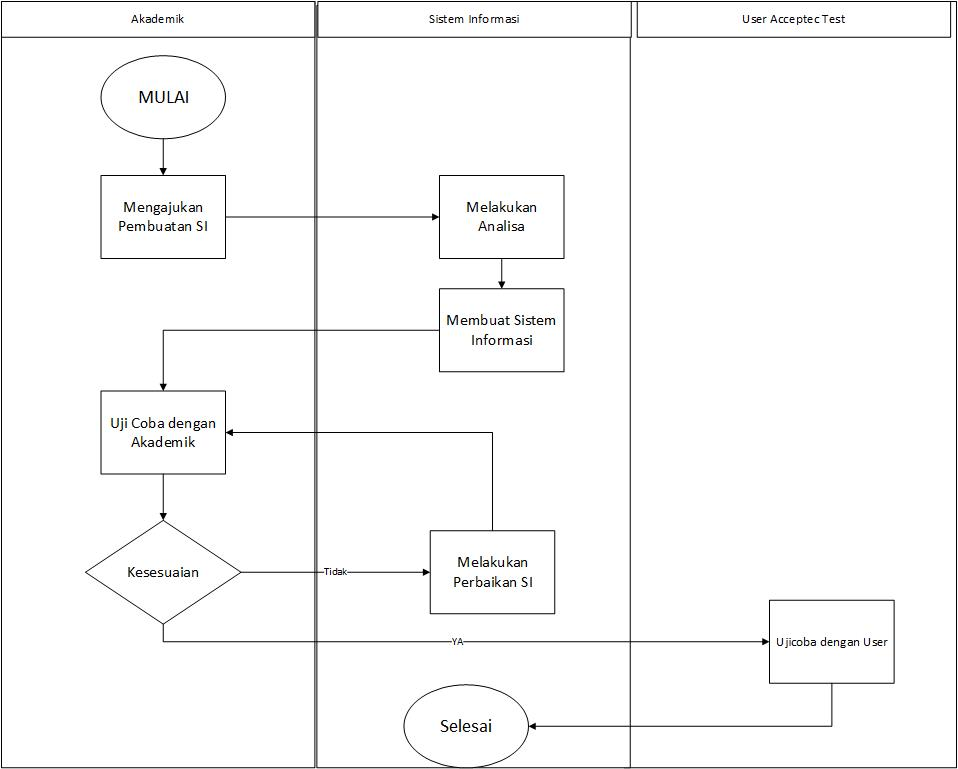 Akademik
Sistem Informasi
User Acceptec Test
MULAI
Mengajukan
Pembuatan SI
Melakukan
Analisa
Membuat Sistem
Informasi
Uji Coba dengan
Akademik
Kesesuaian
Tidak
Melakukan
Perbaikan SI
YA
Ujicoba dengan User
Selesai